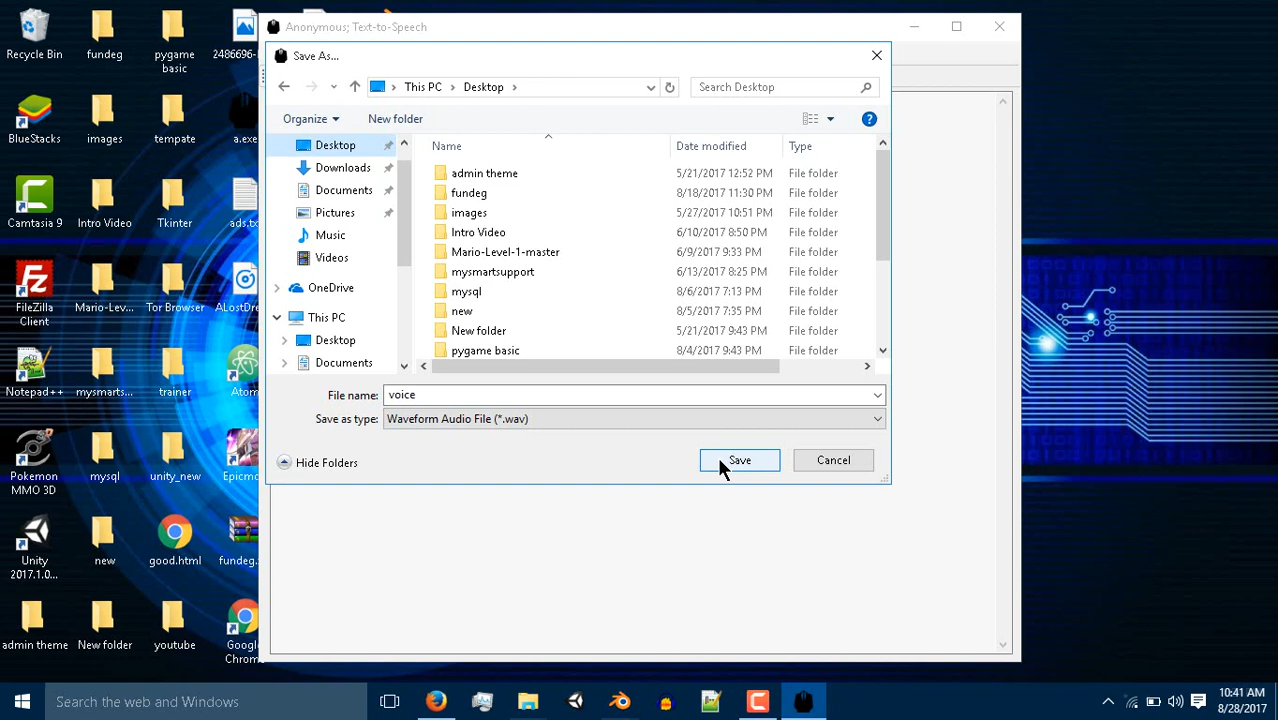 Anonymous; Text-to-Speech
Save As...
This PC
Desktop
Search Desktop
Organize
New folder
Desktop
Downloads
Documents
Pictures
Music
Videos
OneDrive
This PC
Desktop
Documents
Name
Date modified
Type
admin theme
5/21/2017 12:52 PM
File folder
fundeg
8/18/2017 11:30 PM
File folder
images
5/27/2017 10:51 PM
File folder
Intro Video
6/10/2017 8:50 PM
File folder
Mario-Level-1-master
6/9/2017 9:33 PM
File folder
mysmartsupport
6/13/2017 8:25 PM
File folder
mysql
8/6/2017 7:13 PM
File folder
new
8/5/2017 7:35 PM
File folder
New folder
5/21/2017 9:43 PM
File folder
pygame basic
8/4/2017 9:43 PM
File folder
File name:
voice
Save as type:
Waveform Audio File (*.wav)
Hide Folders
Save
Cancel
Recycle Bin
fundeg
pygame
basic
2486696-
BlueStacks
images
tempate
a.exe
Camtasia 9
Intro Video
Tkinter
ads.tx
FileZilla
Client
Mario-Lev...
Tor Browser
ALostDre
Notepad++
mysmarts...
trainer
Atom
Pokemon
MMO 3D
mysql
unity_new
Epicmo
Unity
2017.1.0...
new
good.html
fundeg.
admin theme
New folder
youtube
Google
Chrome
Search the web and Windows
10:41 AM
8/28/2017